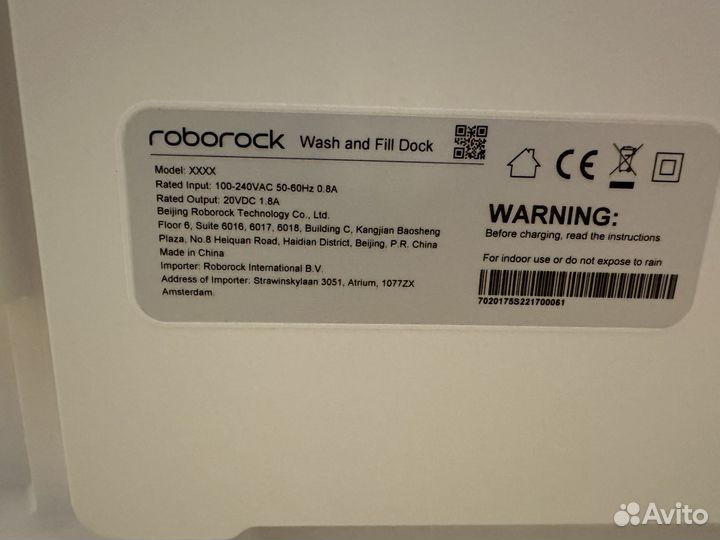 roborock Wash and Fill Dock
Model: XXXX
Rated Input: 100-240VAC 50-60Hz 0.8A
Rated Output: 20VDC 1.8A
Beijing Roborock Technology Co., Ltd.
Floor 6, Suite 6016, 6017, 6018, Building C, Kangjian Baosheng
Plaza, No.8 Heiquan Road, Haidian District, Beijing, P.R. China
Made in China
Importer: Roborock International B.V.
Address of Importer: Strawinskylaan 3051, Atrium, 1077ZX
Amsterdam.
CE
WARNING:
Before charging, read the instructions
For indoor use or do not expose to rain
7020175S221700061
Avito